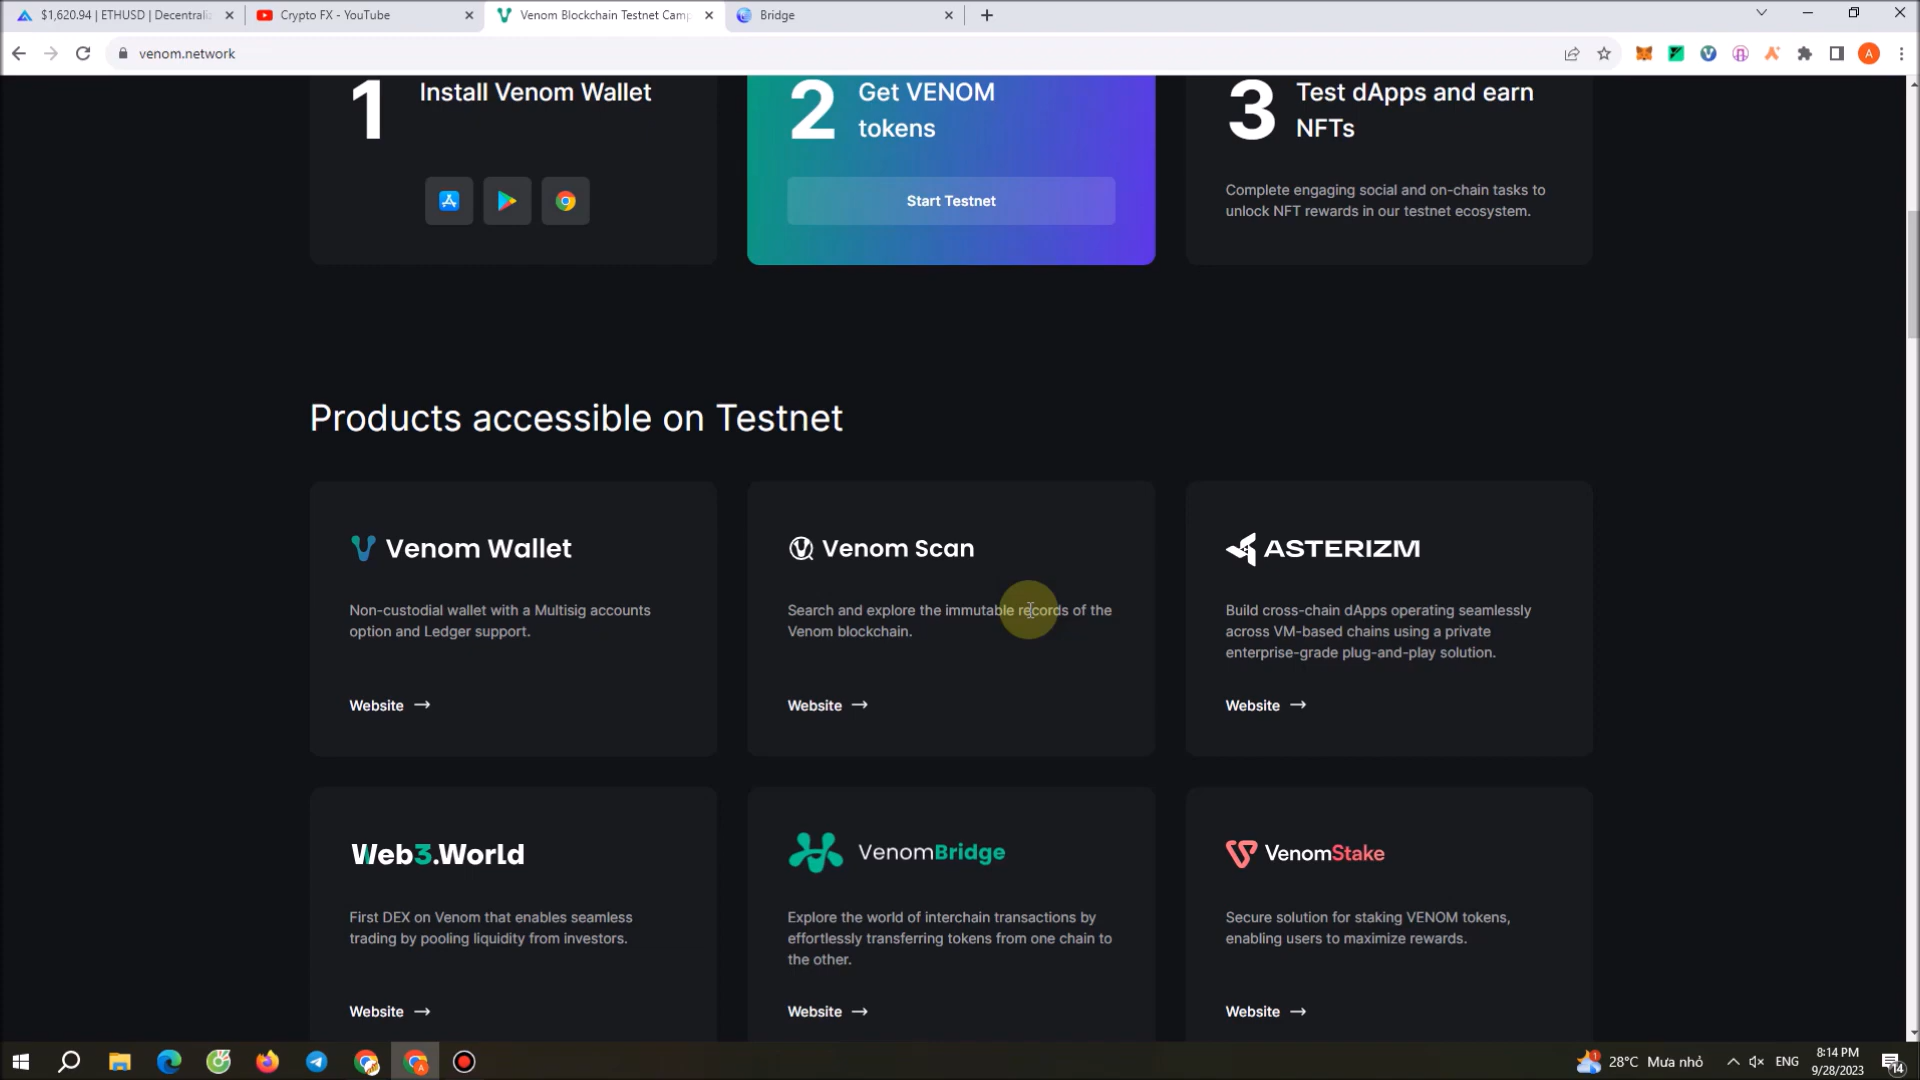 $1,620.94 | ETHUSD | Decentraliz
Crypto FX - YouTube
Venom Blockchain Testnet Camp
Bridge
venom.network
A
1
Install Venom Wallet
2
Get VENOM
tokens
Start Testnet
3
Test dApps and earn
NFTs
Complete engaging social and on-chain tasks to
unlock NFT rewards in our testnet ecosystem.
Products accessible on Testnet
Venom Wallet
Non-custodial wallet with a Multisig accounts
option and Ledger support.
Website →
Venom Scan
Search and explore the immutable records of the
Venom blockchain.
Website →
ASTERIZM
Build cross-chain dApps operating seamlessly
across VM-based chains using a private
enterprise-grade plug-and-play solution.
Website →
Web3.World
First DEX on Venom that enables seamless
trading by pooling liquidity from investors.
Website →
VenomBridge
Explore the world of interchain transactions by
effortlessly transferring tokens from one chain to
the other.
Website →
VenomStake
Secure solution for staking VENOM tokens,
enabling users to maximize rewards.
Website →
1
28°C Mưa nhỏ
ENG
8:14 PM
9/28/2023
14